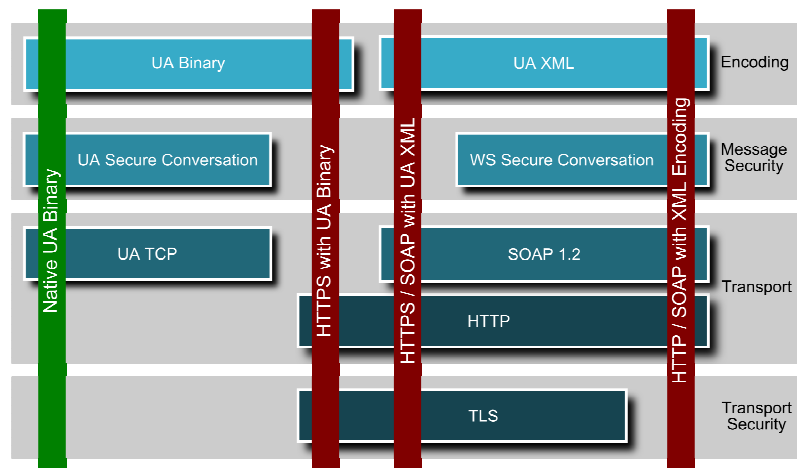 UA Binary
UA XML
Encoding
UA Secure Conversation
WS Secure Conversation
Message
Security
UA TCP
SOAP 1.2
HTTP
Transport
TLS
Transport
Security
Native UA Binary
HTTPS with UA Binary
HTTPS / SOAP with UA XML
HTTP / SOAP with XML Encoding